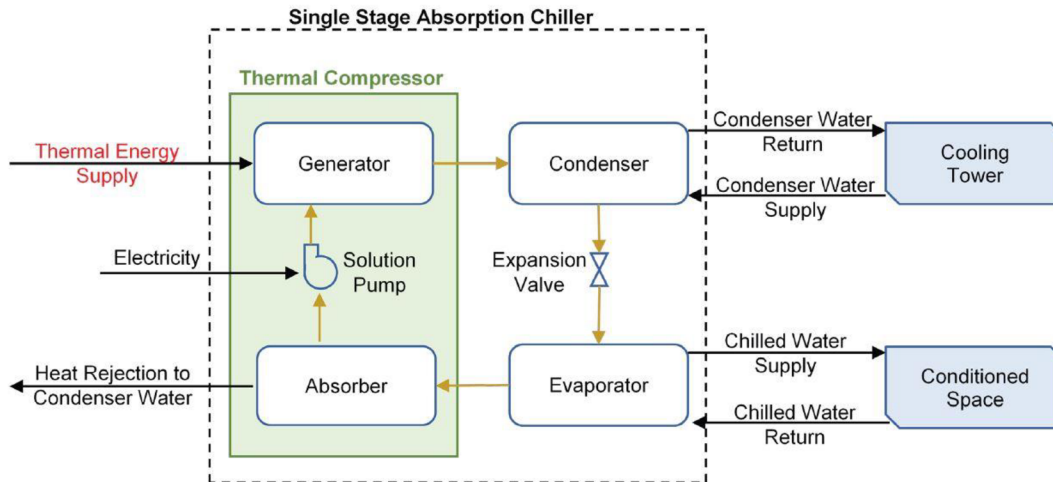 Single Stage Absorption Chiller
Thermal Compressor
Thermal Energy
Supply
Generator
Condenser
Condenser Water
Return
Condenser Water
Supply
Cooling
Tower
Electricity
Solution
Pump
Expansion
Valve
Heat Rejection to
Condenser Water
Absorber
Evaporator
Chilled Water
Supply
Chilled Water
Return
Conditioned
Space